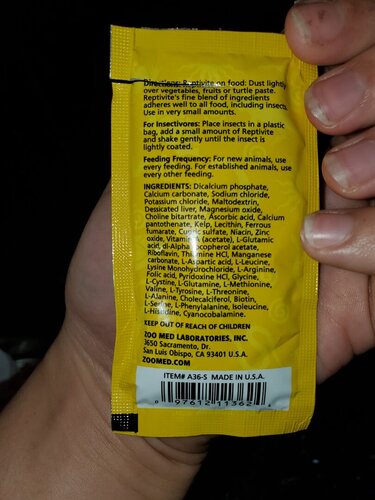 Directions: Reptivite on food: Dust lightly
over vegetables, fruits or turtle paste.
Reptivite's fine blend of ingredients
adheres well to all food, including insects.
Use in very small amounts.
For Insectivores: Place insects in a plastic
bag, add a small amount of Reptivite
and shake gently until the insect is
lightly coated.
Feeding Frequency: For new animals, use
every feeding. For established animals, use
every other feeding.
INGREDIENTS: Dicalcium phosphate,
Calcium carbonate, Sodium chloride,
Potassium chloride, Maltodextrin,
Dessicated liver, Magnesium oxide,
Choline bitartrate, Ascorbic acid, Calcium
pantothenate, Kelp, Lecithin, Ferrous
fumarate, Cupric sulfate, Niacin, Zinc
oxide, Vitamin A (acetate), L-Glutamic
acid, d-Alpha tocopherol acetate,
Riboflavin, Thiamine HCl, Manganese
carbonate, L-Aspartic acid, L-Leucine,
Lysine Monohydrochloride, L-Arginine,
Folic Acid, Pyridoxine HCl, Glycine,
L-Cystine, L-Glutamine, L-Methionine,
Valine, L-Tyrosine, L-Threonine,
L-Alanine, Cholecalciferol, Biotin,
L-Serine, L-Phenylalanine, Isoleucine,
L-Histidine, Cyanocobalamine.
KEEP OUT OF REACH OF CHILDREN
ZOO MED LABORATORIES, INC.
3650 Sacramento, Dr.
San Luis Obispo, CA 93401 U.S.A.
ZOOMED.COM
ITEM# A36-S MADE IN U.S.A.
97612 11362